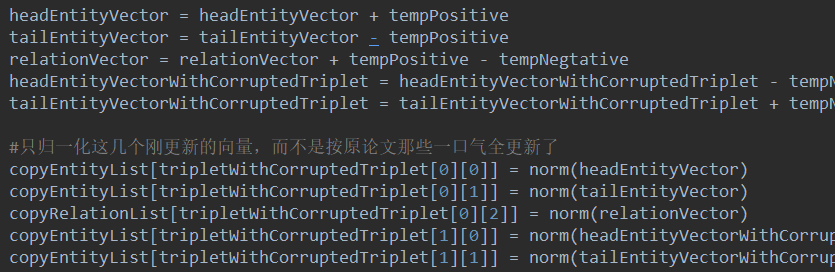 headEntityVector = headEntityVector + tempPositive
tailEntityVector = tailEntityVector - tempPositive
relationVector = relationVector + tempPositive - tempNegtative
headEntityVectorWithCorruptedTriplet = headEntityVectorWithCorruptedTriplet -
tailEntityVectorWithCorruptedTriplet = tailEntityVectorWithCorruptedTriplet +
#只归一化这几个刚更新的向量，而不是按原论文那些一口气全更新了
copyEntityList[tripletWithCorruptedTriplet[0][0]] = norm(headEntityVector)
copyEntityList[tripletWithCorruptedTriplet[0][1]] = norm(tailEntityVector)
copyRelationList[tripletWithCorruptedTriplet[0][2]] = norm(relationVector)
copyEntityList[tripletWithCorruptedTriplet[1][0]] = norm(headEntityVectorWithCorrup
copyEntityList[tripletWithCorruptedTriplet[1][1]] = norm(tailEntityVectorWithCorrup